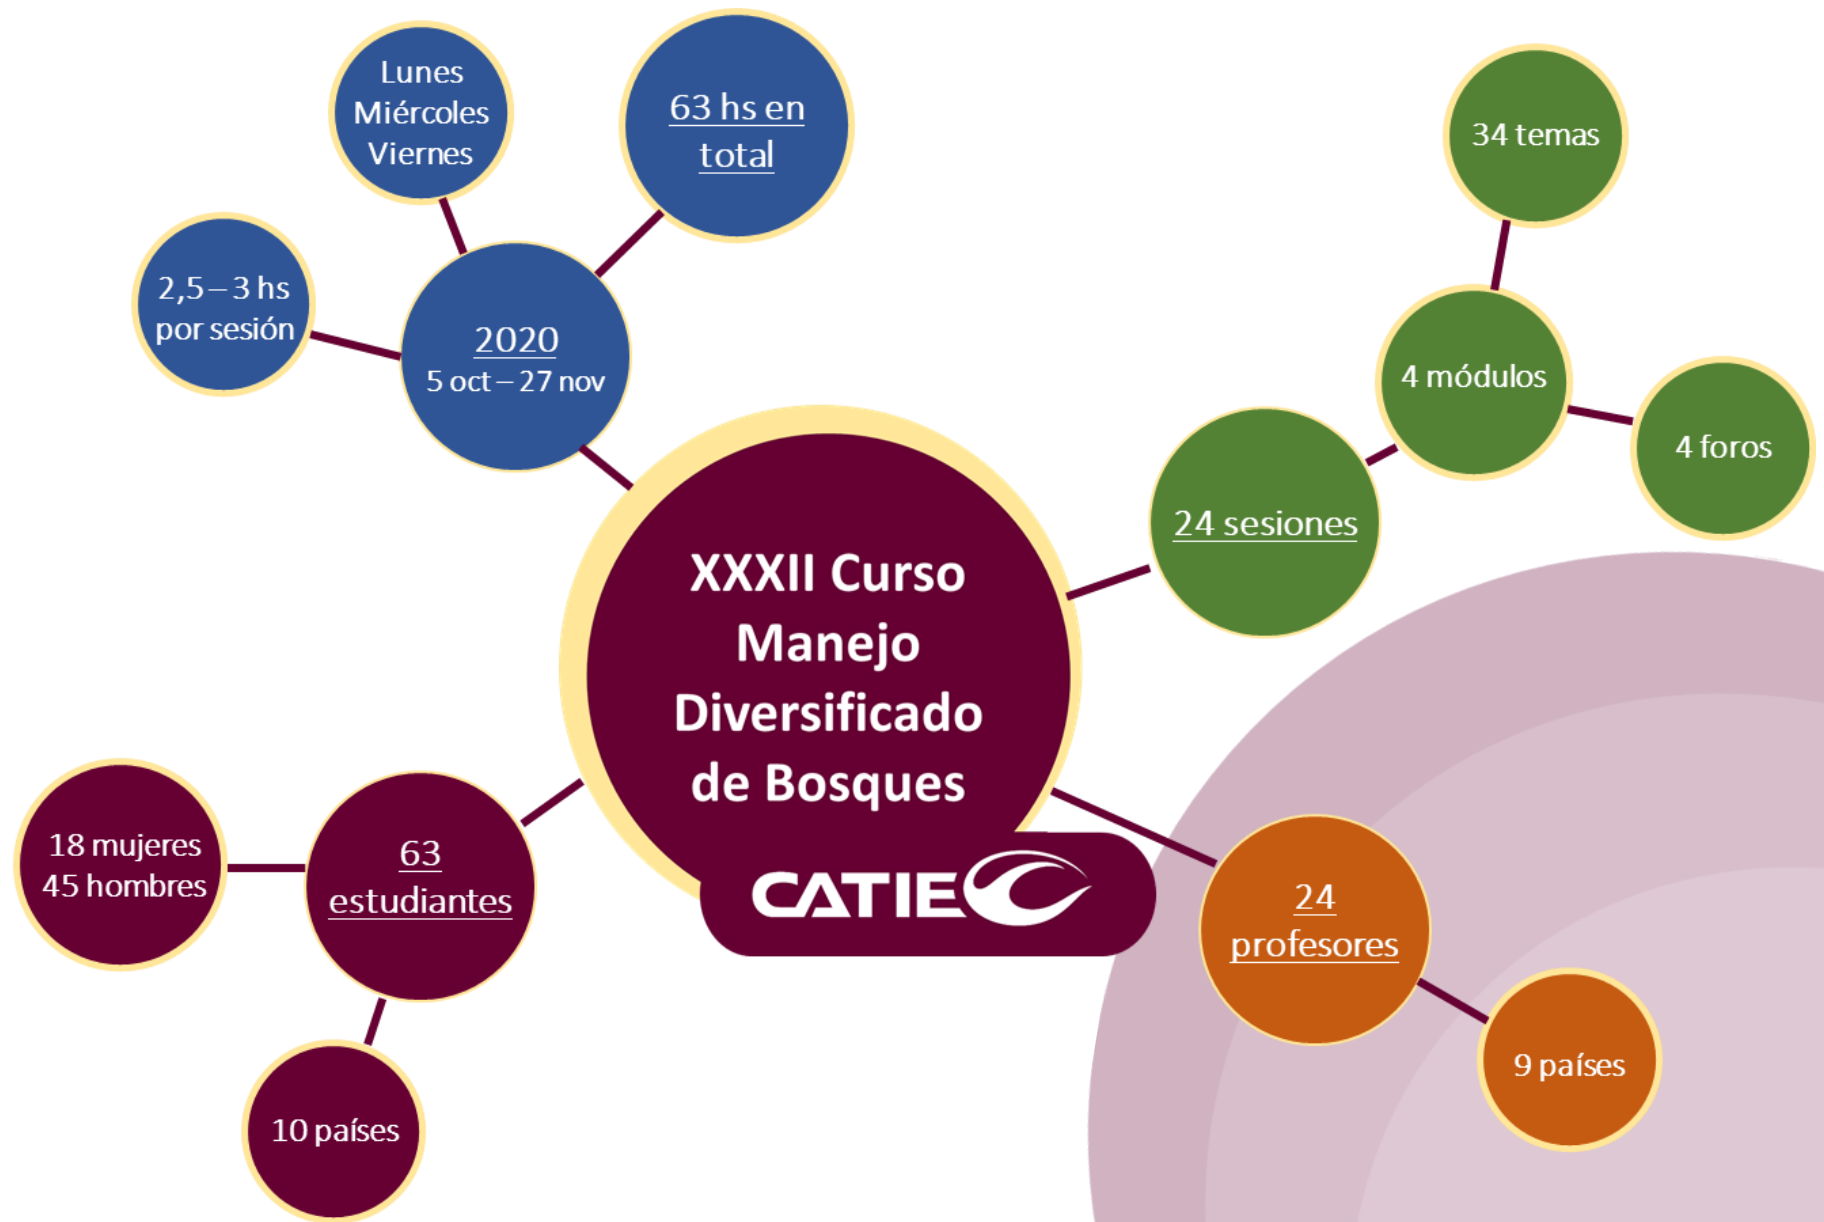 Lunes
Miércoles
Viernes
63 hs en
total
2,5 – 3 hs
por sesión
2020
5 oct – 27 nov
34 temas
4 módulos
4 foros
24 sesiones
XXXII Curso
Manejo
Diversificado
de Bosques
CATIE
18 mujeres
45 hombres
63
estudiantes
10 países
24
profesores
9 países